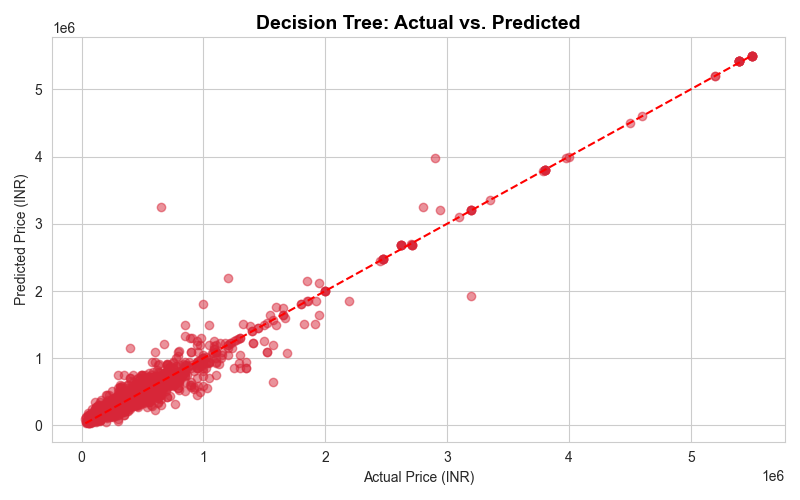 Decision Tree: Actual vs. Predicted
1e6
5
4
3
2
1
0
Predicted Price (INR)
0 1 2 3 4 5
1e6
Actual Price (INR)